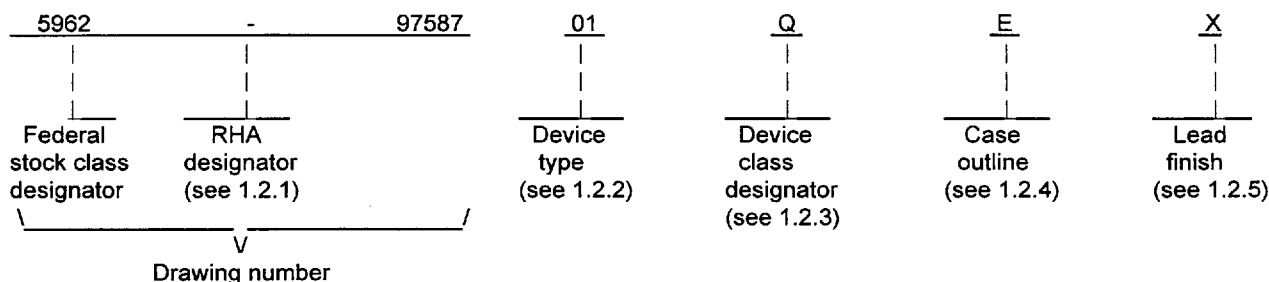 5962 - 97587 01 Q E X
Federal stock class designator
RHA designator (see 1.2.1)
Device type (see 1.2.2)
Device class designator (see 1.2.3)
Case outline (see 1.2.4)
Lead finish (see 1.2.5)
\ /
V
Drawing number